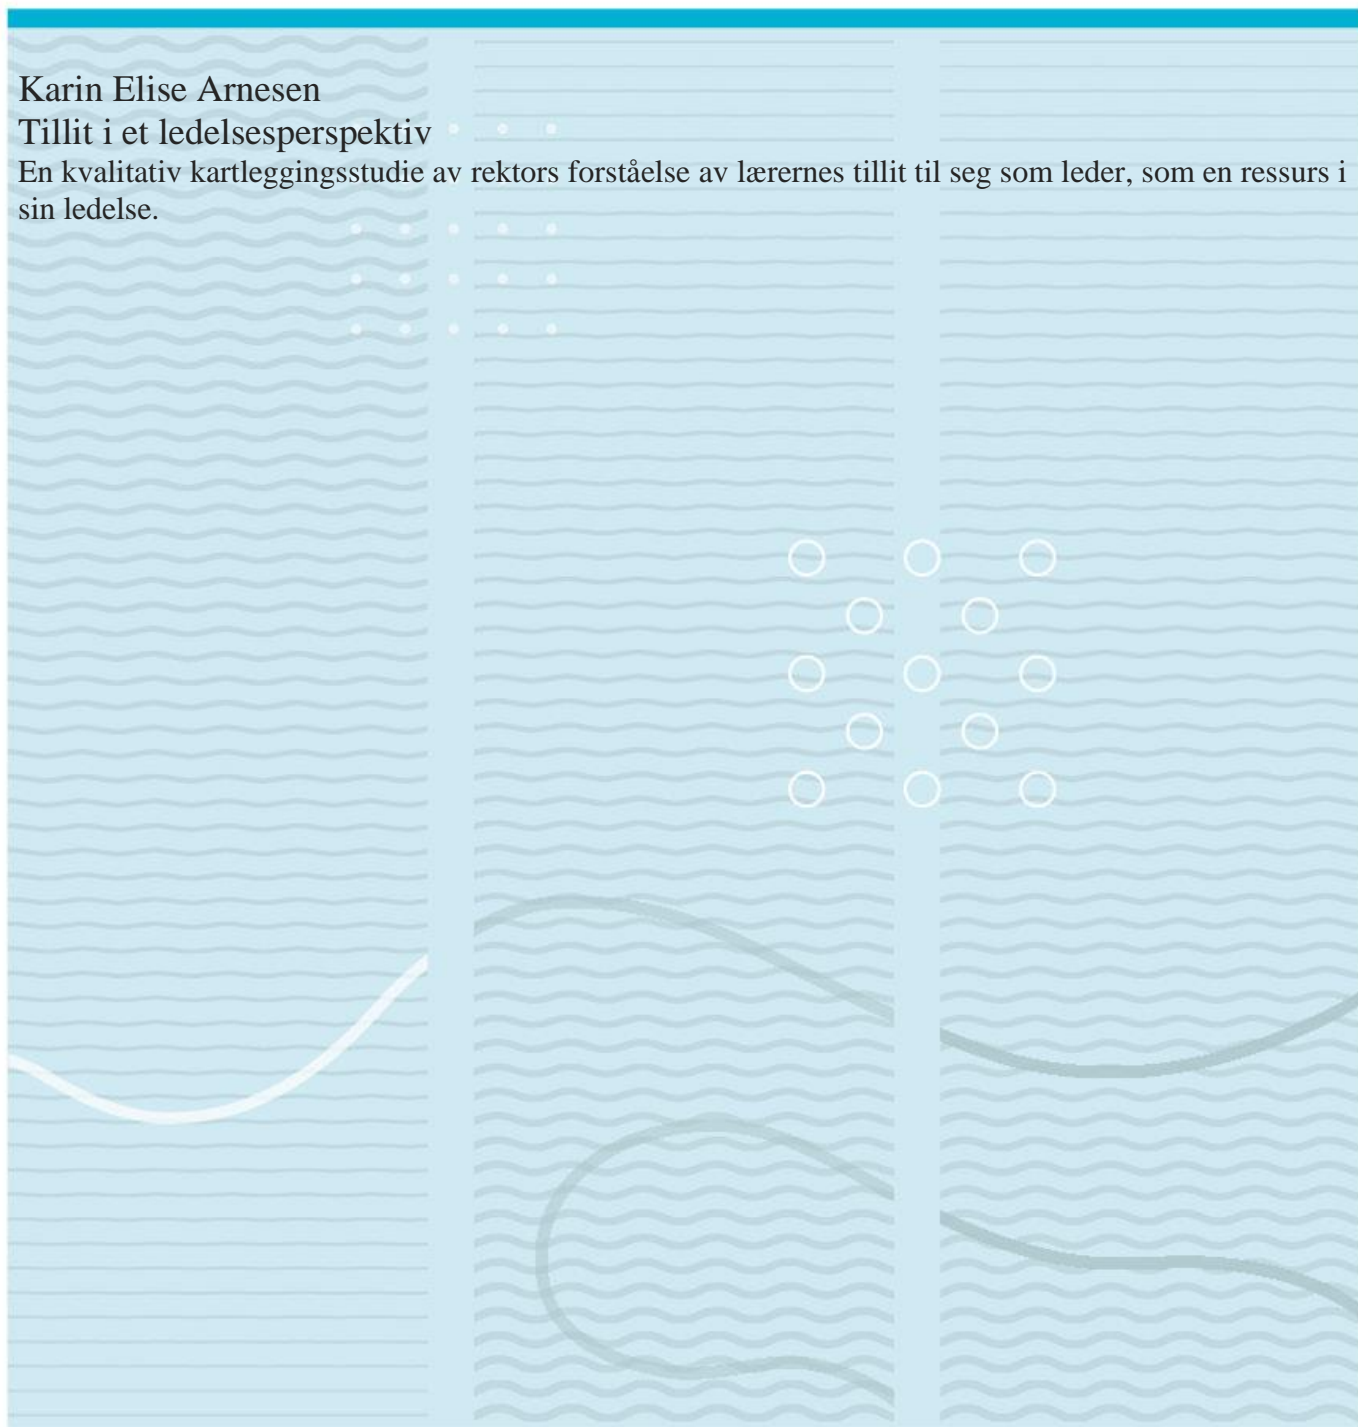 Karin Elise Arnesen
Tillit i et ledelsesperspektiv
En kvalitativ kartleggingsstudie av rektors forståelse av lærernes tillit til seg som leder, som en ressurs i
sin ledelse.